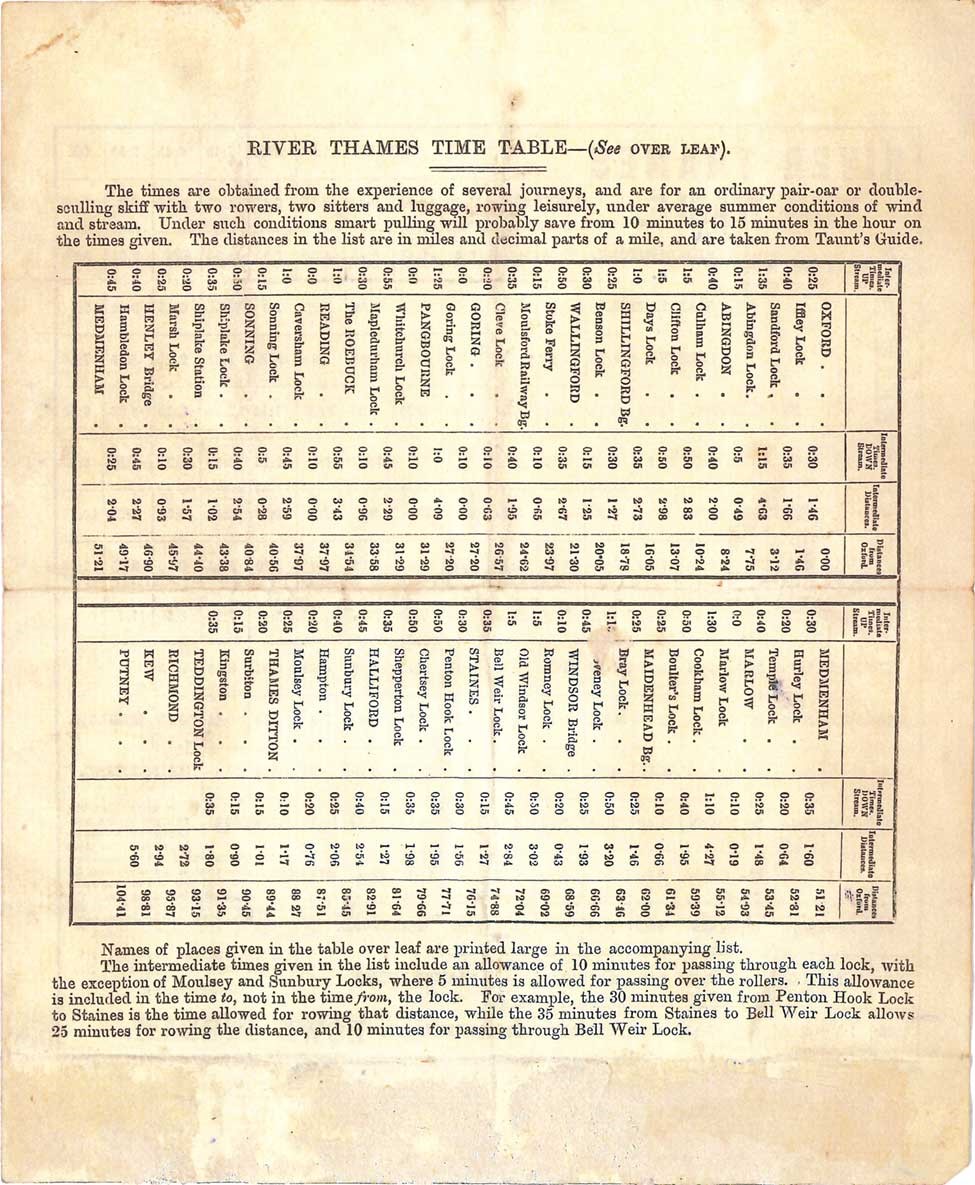 RIVER THAMES TIME TABLE—(See OVER LEAF).
The times are obtained from the experience of several journeys, and are for an ordinary pair-oar or double-
sculling skiff with two rowers, two sitters and luggage, rowing leisurely, under average summer conditions of wind
and stream. Under such conditions smart pulling will probably save from 10 minutes to 15 minutes in the hour on
the times given. The distances in the list are in miles and decimal parts of a mile, and are taken from Taunt's Guide.
Intermediate Times UP Stream. Intermediate Times DOWN Stream. Intermediate Distances. Distances from Oxford.
0:25 OXFORD 0:30 1·46 0·00
0:40 Iffley Lock 0:35 1·66 1·46
1:35 Sandford Lock 1:15 4·63 3·12
0:15 Abingdon Lock 0:5 0·49 7·75
0:40 ABINGDON 0:40 2·00 8·24
1:5 Culham Lock 0:50 2·83 10·24
1:5 Clifton Lock 0:50 2·98 13·07
1:0 Days Lock 0:35 2·73 16·05
0:25 SHILLINGFORD Bg. 0:30 1·27 18·78
0:30 Benson Lock 0:15 1·25 20·05
0:50 WALLINGFORD 0:35 2·67 21·30
0:15 Stoke Ferry 0:10 0·65 23·97
0:35 Moulsford Railway Bg. 0:40 1·95 24·62
0:20 Cleve Lock 0:10 0·63 26·57
0:0 GORING 0:10 0·00 27·20
1:25 Goring Lock 1:0 4·09 27·20
0:0 PANGBOURNE 0:10 0·00 31·29
0:55 Whitchurch Lock 0:45 2·29 31·29
0:30 Mapledurham Lock 0:10 0·96 33·58
1:0 The ROEBUCK 0:55 3·43 34·54
0:0 READING 0:10 0·00 37·97
1:0 Caversham Lock 0:45 2·59 37·97
0:15 Sonning Lock 0:5 0·28 40·56
0:50 SONNING 0:40 2·54 40·84
0:35 Shiplake Lock 0:15 1·02 43·38
0:20 Shiplake Station 0:30 1·57 44·40
0:25 Marsh Lock 0:10 0·93 45·97
0:40 HENLEY Bridge 0:45 2·27 46·90
0:45 Hambledon Lock 0:25 2·04 49·17
MEDMENHAM 51·21
Intermediate Times UP Stream. Intermediate Times DOWN Stream. Intermediate Distances. Distances from Oxford.
0:30 MEDMENHAM 0:35 1·60 51·21
0:20 Hurley Lock 0:20 0·64 52·81
0:40 Temple Lock 0:25 1·48 53·45
0:0 MARLOW 0:10 0·19 54·93
1:30 Marlow Lock 1:10 4·27 55·12
0:50 Cookham Lock 0:40 1·95 59·39
0:25 Boulter's Lock 0:10 0·66 61·34
0:25 MAIDENHEAD Bg. 0:25 1·46 62·00
Bray Lock 0:50 3·20 63·46
0:45 veney Lock 0:25 1·93 66·66
0:10 WINDSOR Bridge 0:20 0·43 68·59
1:5 Romney Lock 0:50 3·02 69·02
1:5 Old Windsor Lock 0:45 2·84 72·04
0:35 Bell Weir Lock 0:15 1·27 74·88
0:30 STAINES 0:30 1·56 76·15
0:50 Penton Hook Lock 0:35 1·95 77·71
0:50 Chertsey Lock 0:35 1·98 79·66
0:35 Shepperton Lock 0:15 1·27 81·64
0:45 HALLIFORD 0:40 2·54 82·91
0:40 Sunbury Lock 0:25 2·06 85·45
0:20 Hampton 0:20 0·76 87·51
0:25 Moulsey Lock 0:10 1·17 88·27
0:20 THAMES DITTON 0:15 1·01 89·44
0:15 Surbiton 0:15 0·90 90·45
0:35 Kingston 0:35 1·80 91·35
TEDDINGTON Lock 2·72 93·15
RICHMOND 2·94 95·87
KEW 5·60 98·81
PUTNEY 104·41
Names of places given in the table over leaf are printed large in the accompanying list.
The intermediate times given in the list include an allowance of 10 minutes for passing through each lock, with
the exception of Moulsey and Sunbury Locks, where 5 minutes is allowed for passing over the rollers. This allowance
is included in the time to, not in the time from, the lock. For example, the 30 minutes given from Penton Hook Lock
to Staines is the time allowed for rowing that distance, while the 35 minutes from Staines to Bell Weir Lock allows
25 minutes for rowing the distance, and 10 minutes for passing through Bell Weir Lock.